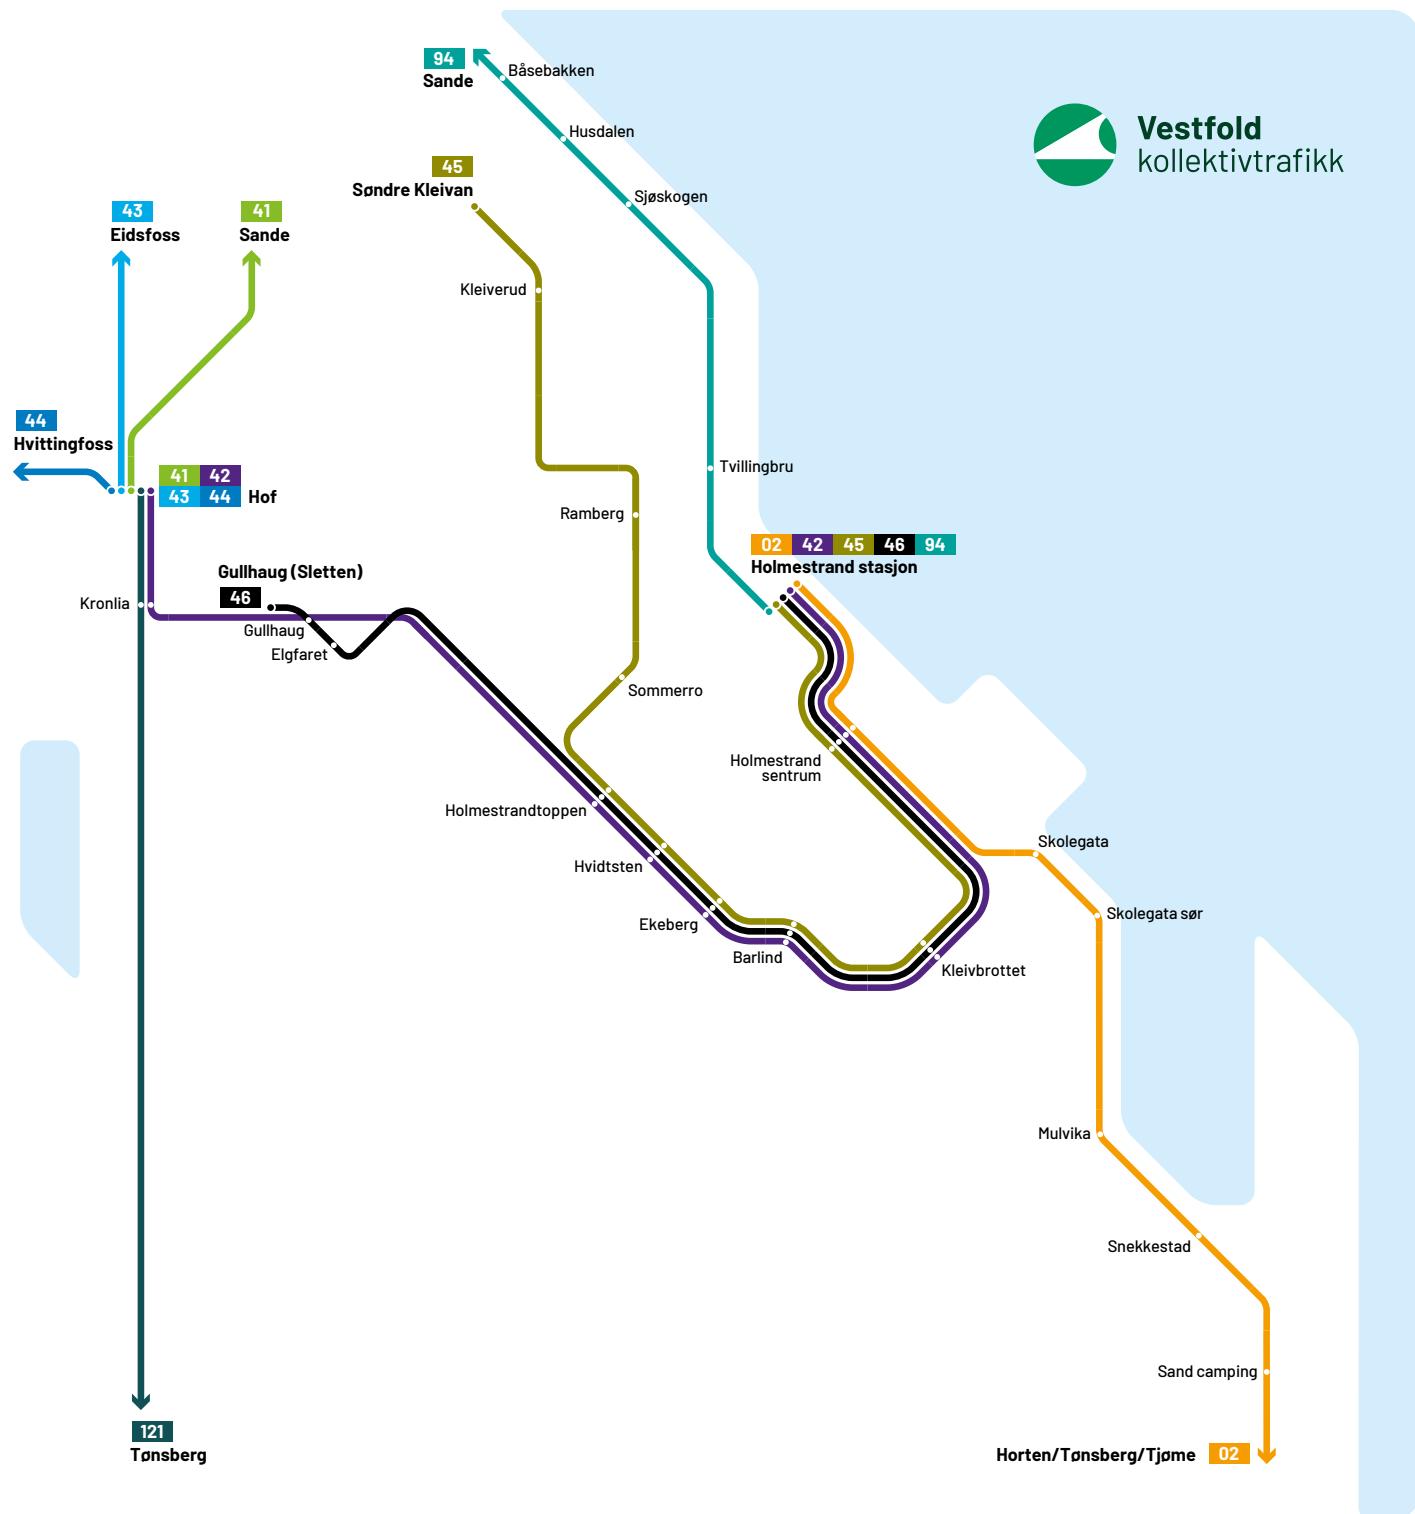 94
Sande
Båsebakken
Husdalen
Sjøskogen
Vestfold
kollektivtrafikk
45
Søndre Kleivan
43
Eidsfoss
41
Sande
Kleiverud
44
Hvittingfoss
41 42
43 44 Hof
Tvillingbru
Ramberg
02 42 45 46 94
Holmestrand stasjon
Gullhaug (Sletten)
46
Kronlia
Gullhaug
Elgfaret
Sommerro
Holmestrand
sentrum
Holmestrandtoppen
Skolegata
Hvidtsten
Skolegata sør
Ekeberg
Barlind
Kleivbrottet
Mulvika
Snekkestad
Sand camping
121
Tønsberg
Horten/Tønsberg/Tjøme 02